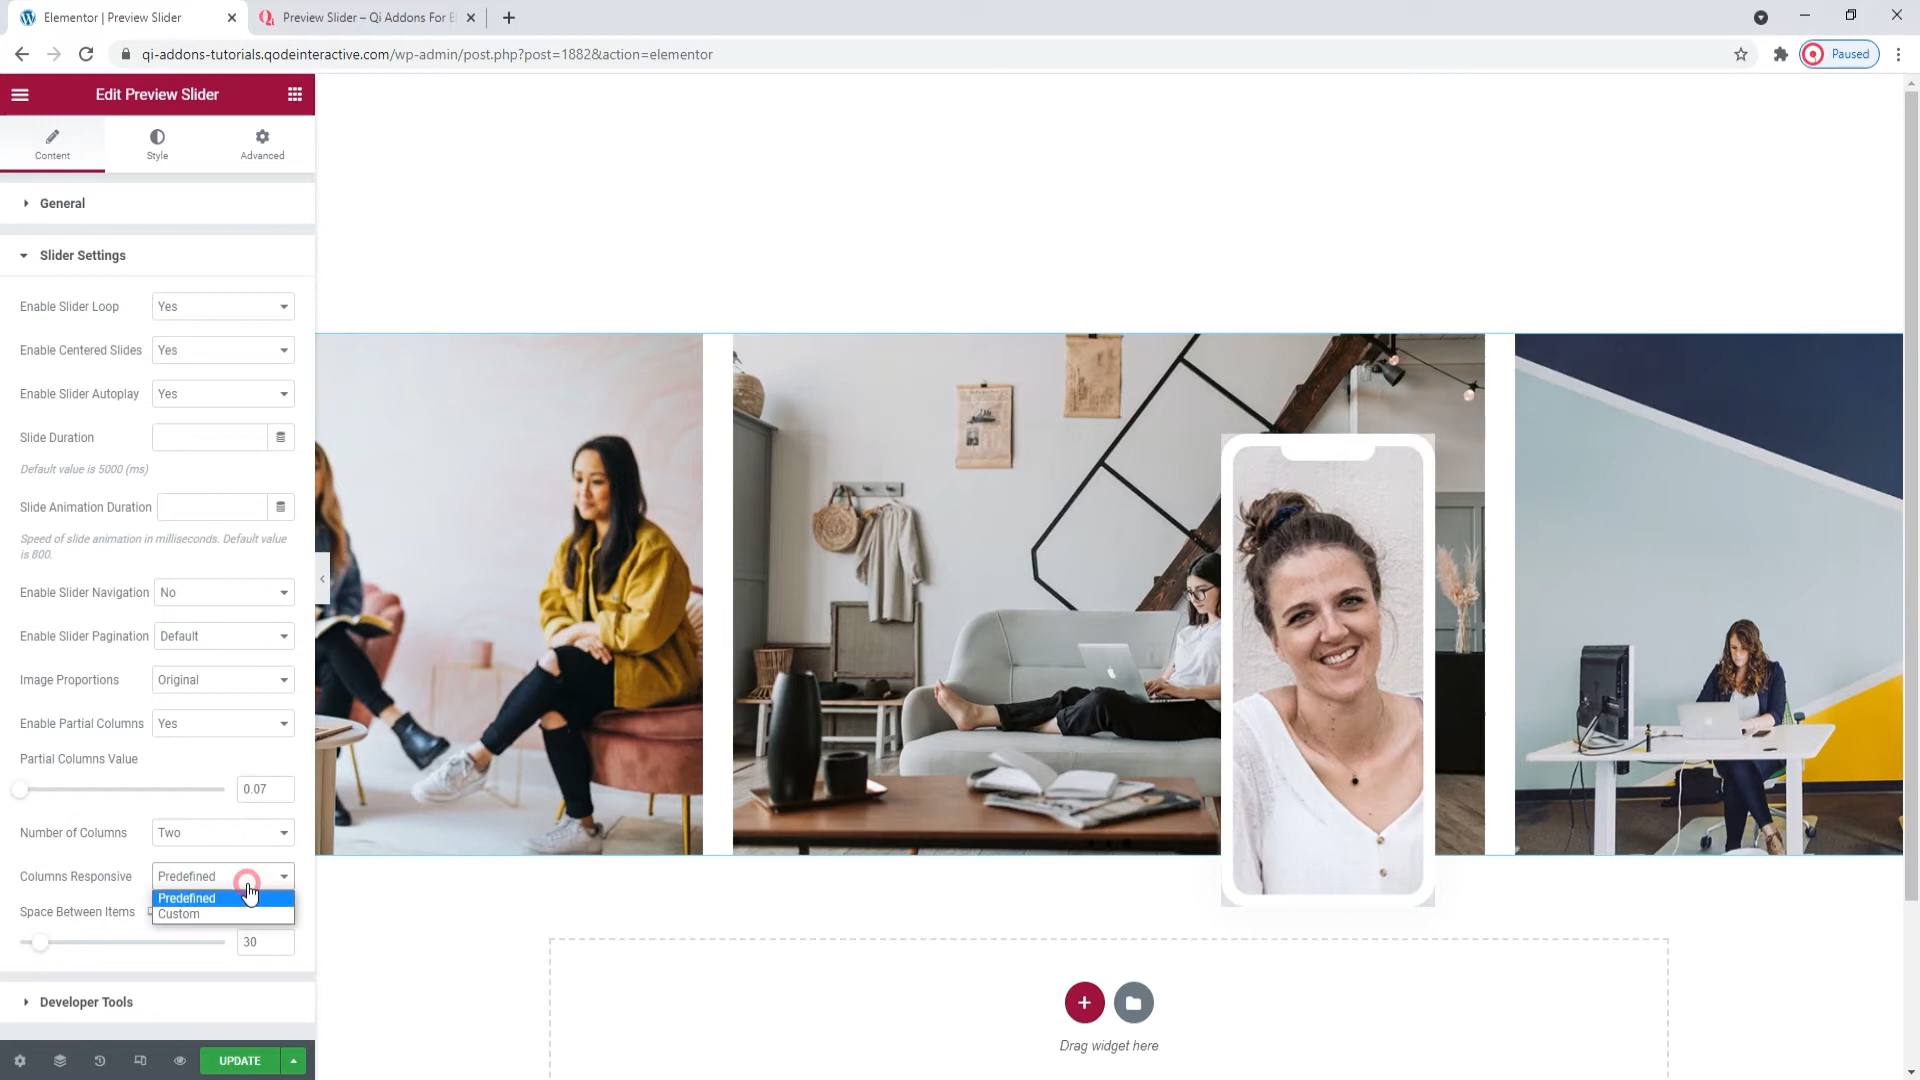 Elementor | Preview Slider
Preview Slider – Qi Addons For El
qi-addons-tutorials.qodeinteractive.com/wp-admin/post.php?post=1882&action=elementor
Paused
Edit Preview Slider
Content
Style
Advanced
General
Slider Settings
Enable Slider Loop
Yes
Enable Centered Slides
Yes
Enable Slider Autoplay
Yes
Slide Duration
Default value is 5000 (ms)
Slide Animation Duration
Speed of slide animation in milliseconds. Default value
is 800.
Enable Slider Navigation
No
Enable Slider Pagination
Default
Image Proportions
Original
Enable Partial Columns
Yes
Partial Columns Value
0.07
Number of Columns
Two
Columns Responsive
Predefined
Predefined
Custom
Space Between Items
30
Developer Tools
UPDATE
Drag widget here